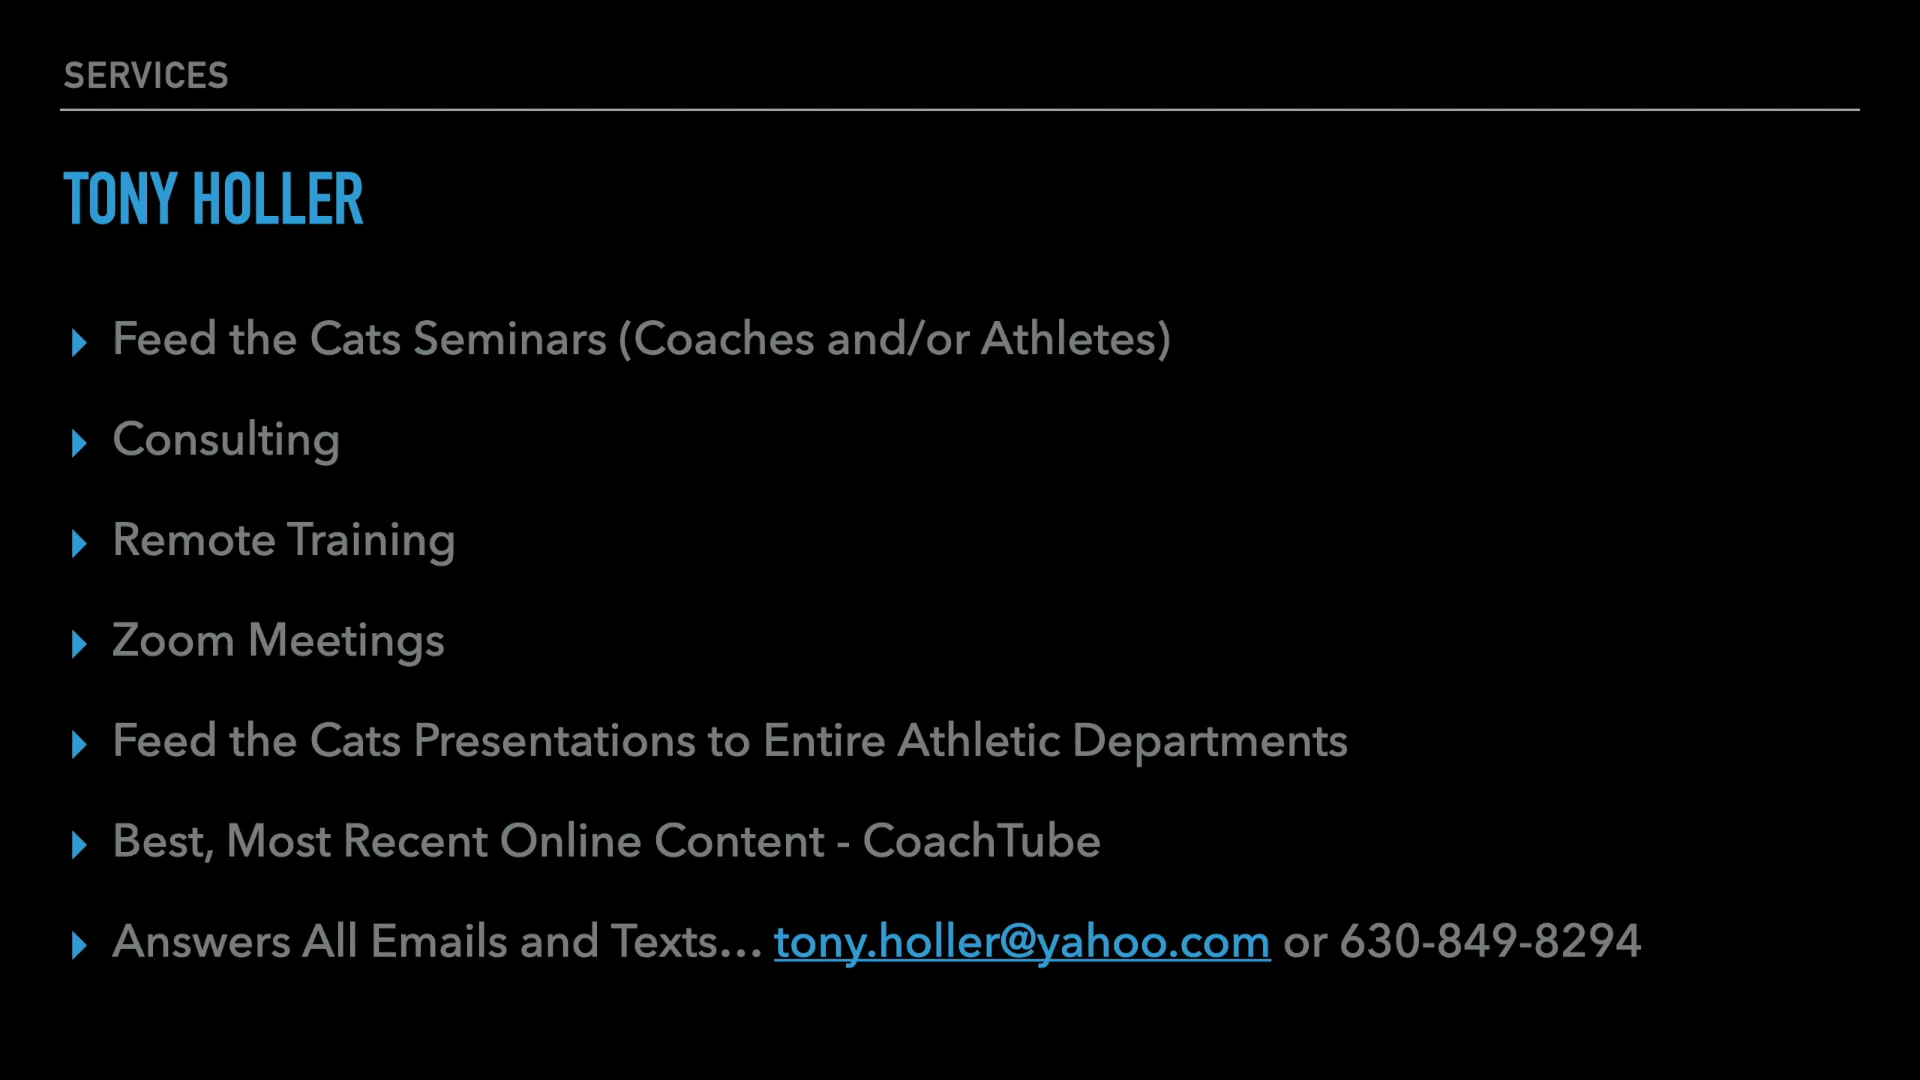 SERVICES
TONY HOLLER
Feed the Cats Seminars (Coaches and/or Athletes)
Consulting
Remote Training
Zoom Meetings
Feed the Cats Presentations to Entire Athletic Departments
Best, Most Recent Online Content - CoachTube
Answers All Emails and Texts… tony.holler@yahoo.com or 630-849-8294